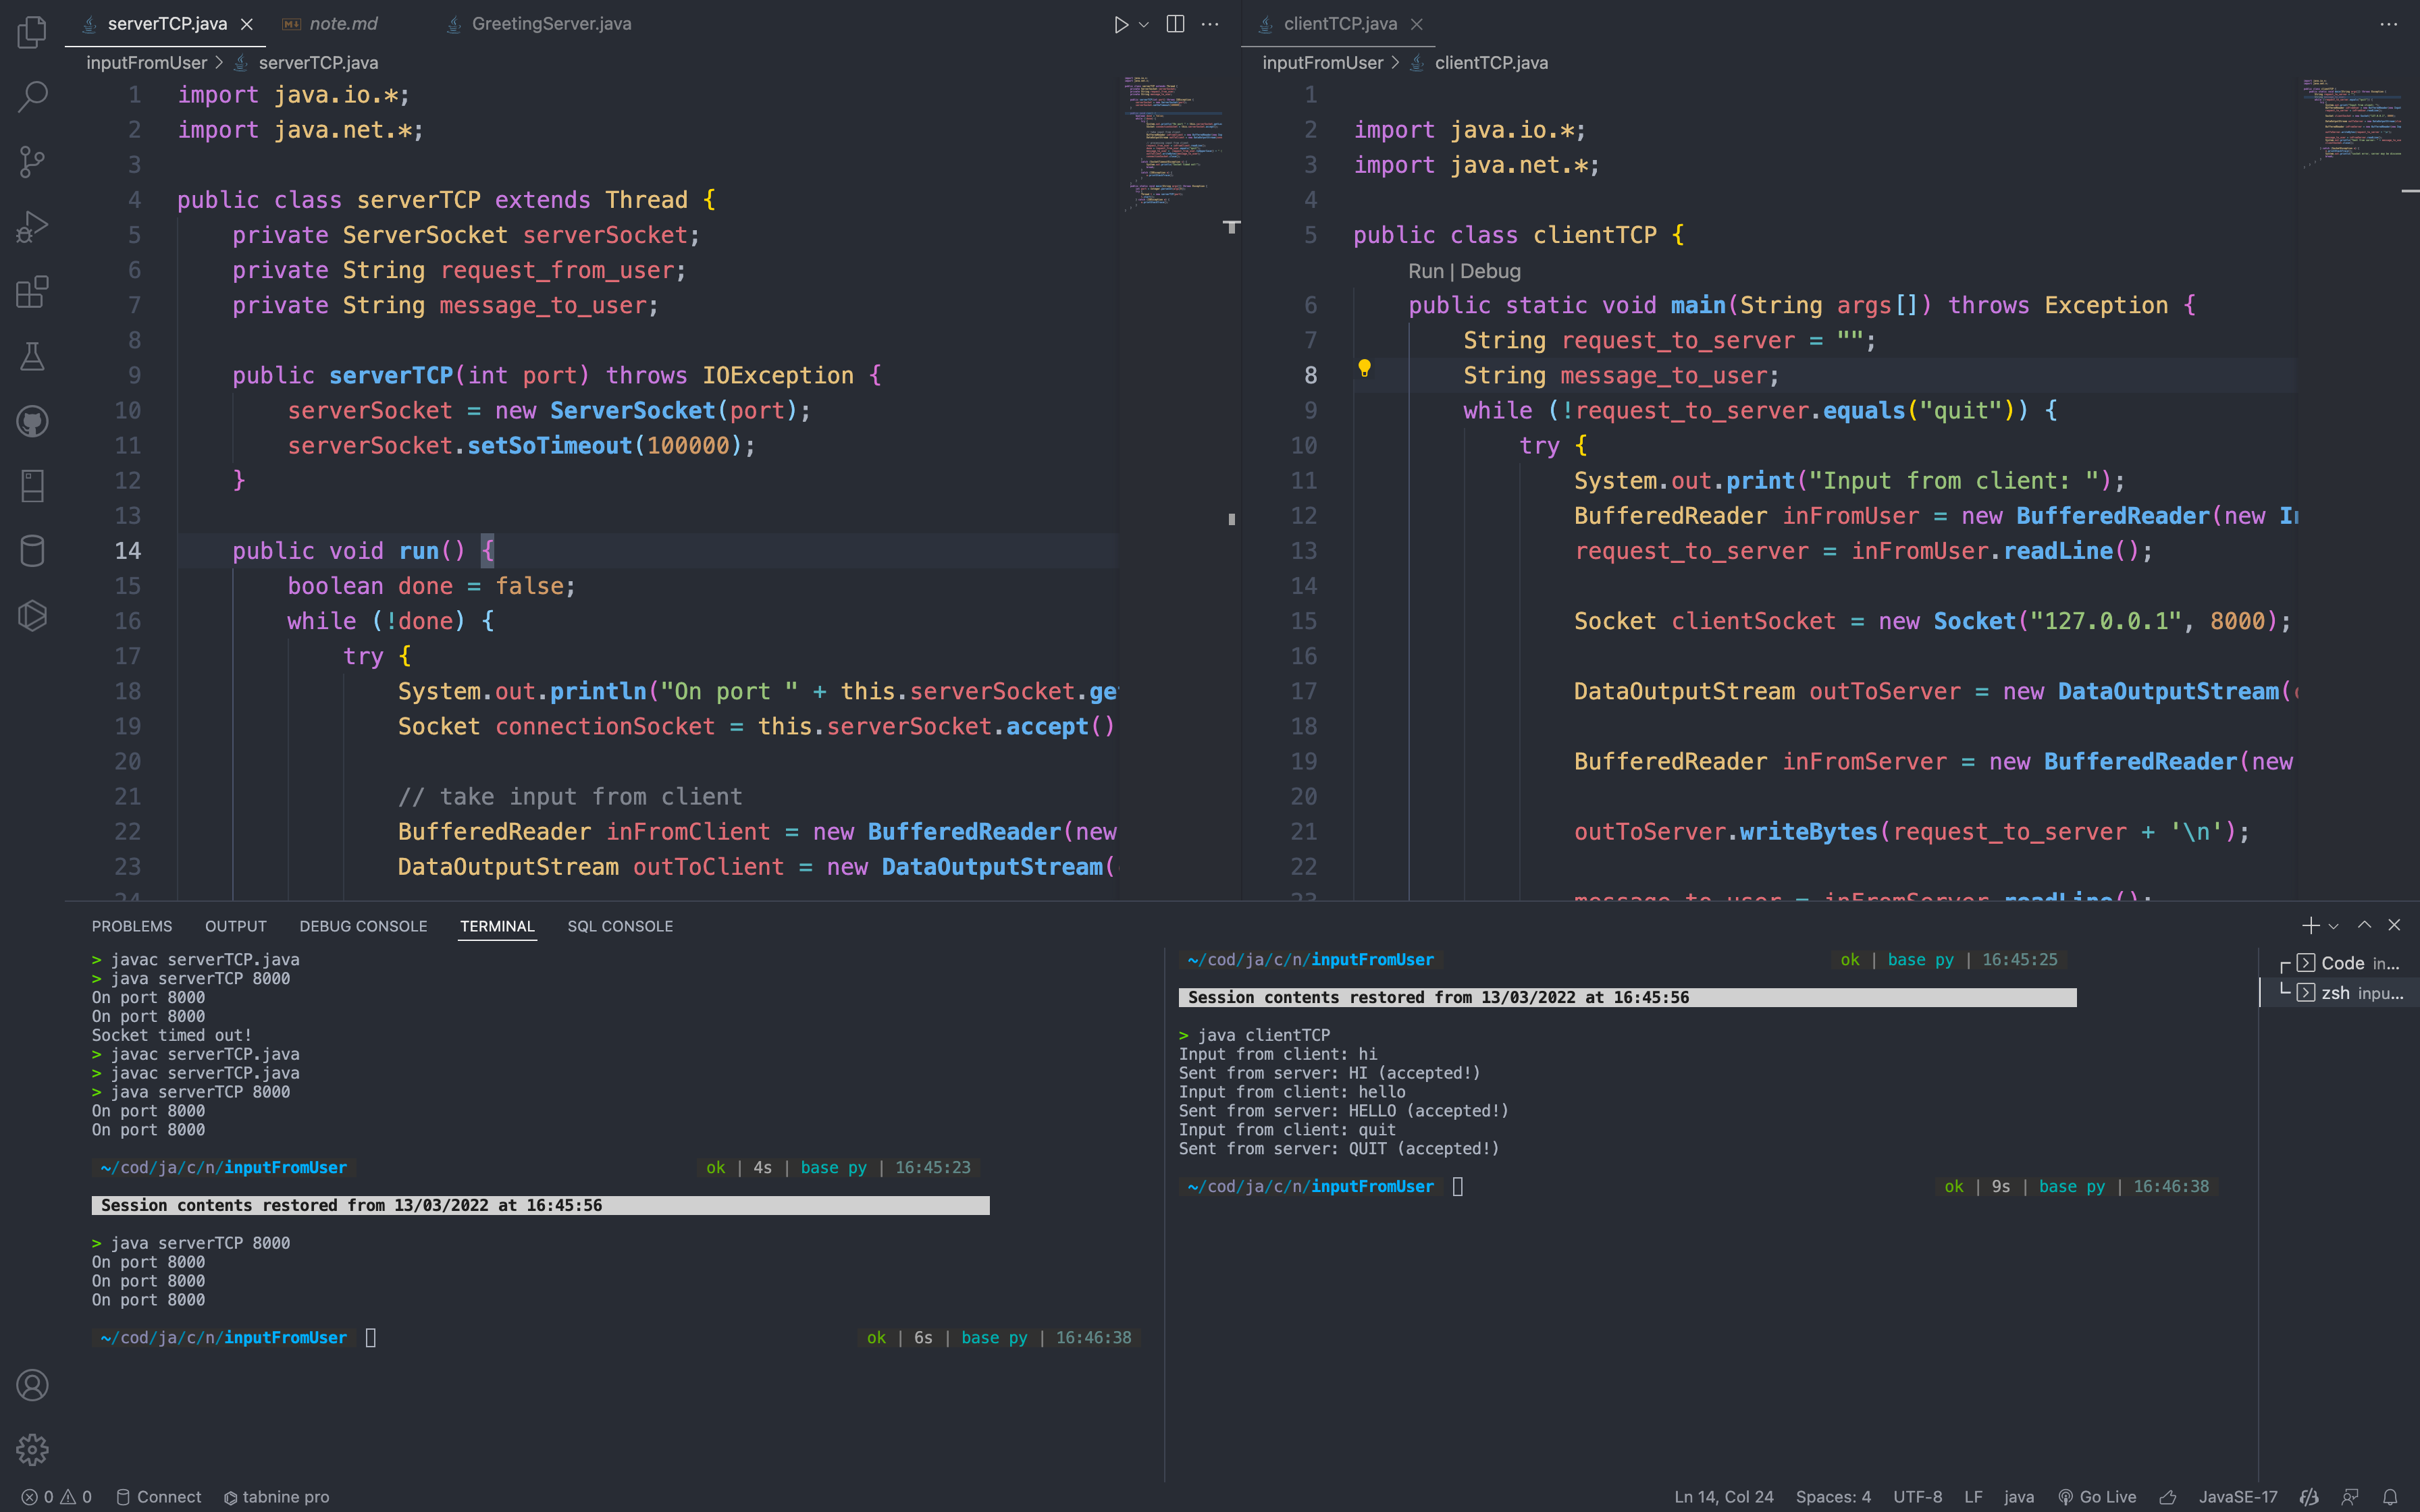 serverTCP.java
note.md
GreetingServer.java
inputFromUser > serverTCP.java
1 import java.io.*;
2 import java.net.*;
3
4 public class serverTCP extends Thread {
5 private ServerSocket serverSocket;
6 private String request_from_user;
7 private String message_to_user;
8
9 public serverTCP(int port) throws IOException {
10 serverSocket = new ServerSocket(port);
11 serverSocket.setSoTimeout(100000);
12 }
13
14 public void run() {
15 boolean done = false;
16 while (!done) {
17 try {
18 System.out.println("On port " + this.serverSocket.ge
19 Socket connectionSocket = this.serverSocket.accept()
20
21 // take input from client
22 BufferedReader inFromClient = new BufferedReader(new
23 DataOutputStream outToClient = new DataOutputStream(
24
clientTCP.java
inputFromUser > clientTCP.java
1
2 import java.io.*;
3 import java.net.*;
4
5 public class clientTCP {
Run | Debug
6 public static void main(String args[]) throws Exception {
7 String request_to_server = "";
8 String message_to_user;
9 while (!request_to_server.equals("quit")) {
10 try {
11 System.out.print("Input from client: ");
12 BufferedReader inFromUser = new BufferedReader(new In
13 request_to_server = inFromUser.readLine();
14
15 Socket clientSocket = new Socket("127.0.0.1", 8000);
16
17 DataOutputStream outToServer = new DataOutputStream(c
18
19 BufferedReader inFromServer = new BufferedReader(new
20
21 outToServer.writeBytes(request_to_server + '\n');
22
23 message_to_user = inFromServer.readLine();
PROBLEMS OUTPUT DEBUG CONSOLE TERMINAL SQL CONSOLE
> javac serverTCP.java
> java serverTCP 8000
On port 8000
On port 8000
Socket timed out!
> javac serverTCP.java
> javac serverTCP.java
> java serverTCP 8000
On port 8000
On port 8000
~/cod/ja/c/n/inputFromUser ok | 4s | base py | 16:45:23
Session contents restored from 13/03/2022 at 16:45:56
> java serverTCP 8000
On port 8000
On port 8000
On port 8000
~/cod/ja/c/n/inputFromUser ok | 6s | base py | 16:46:38
~/cod/ja/c/n/inputFromUser ok | base py | 16:45:25
Session contents restored from 13/03/2022 at 16:45:56
> java clientTCP
Input from client: hi
Sent from server: HI (accepted!)
Input from client: hello
Sent from server: HELLO (accepted!)
Input from client: quit
Sent from server: QUIT (accepted!)
~/cod/ja/c/n/inputFromUser ok | 9s | base py | 16:46:38
Code in...
zsh inpu...
0 0 Connect tabnine pro
Ln 14, Col 24 Spaces: 4 UTF-8 LF java Go Live JavaSE-17